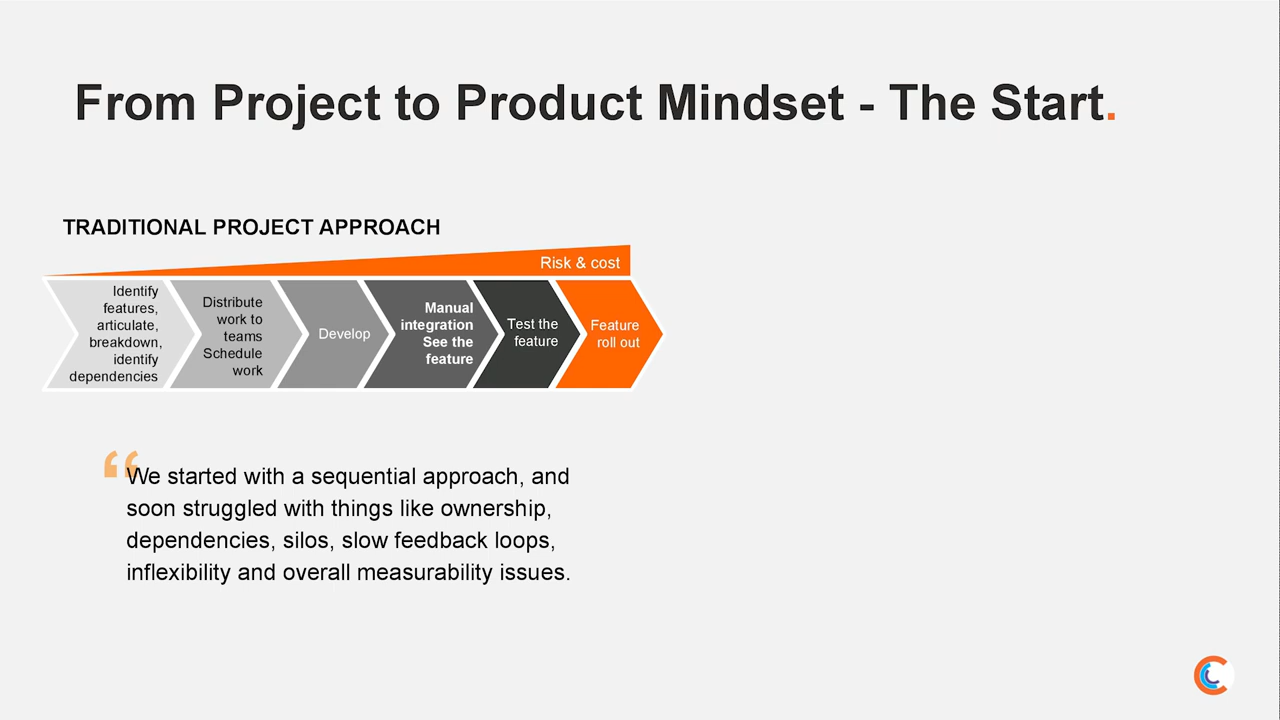 From Project to Product Mindset - The Start.
TRADITIONAL PROJECT APPROACH
Risk & cost
Identify
features,
articulate,
breakdown,
identify
dependencies
Distribute
work to
teams
Schedule
work
Develop
Manual
integration
See the
feature
Test the
feature
Feature
roll out
“We started with a sequential approach, and
soon struggled with things like ownership,
dependencies, silos, slow feedback loops,
inflexibility and overall measurability issues.